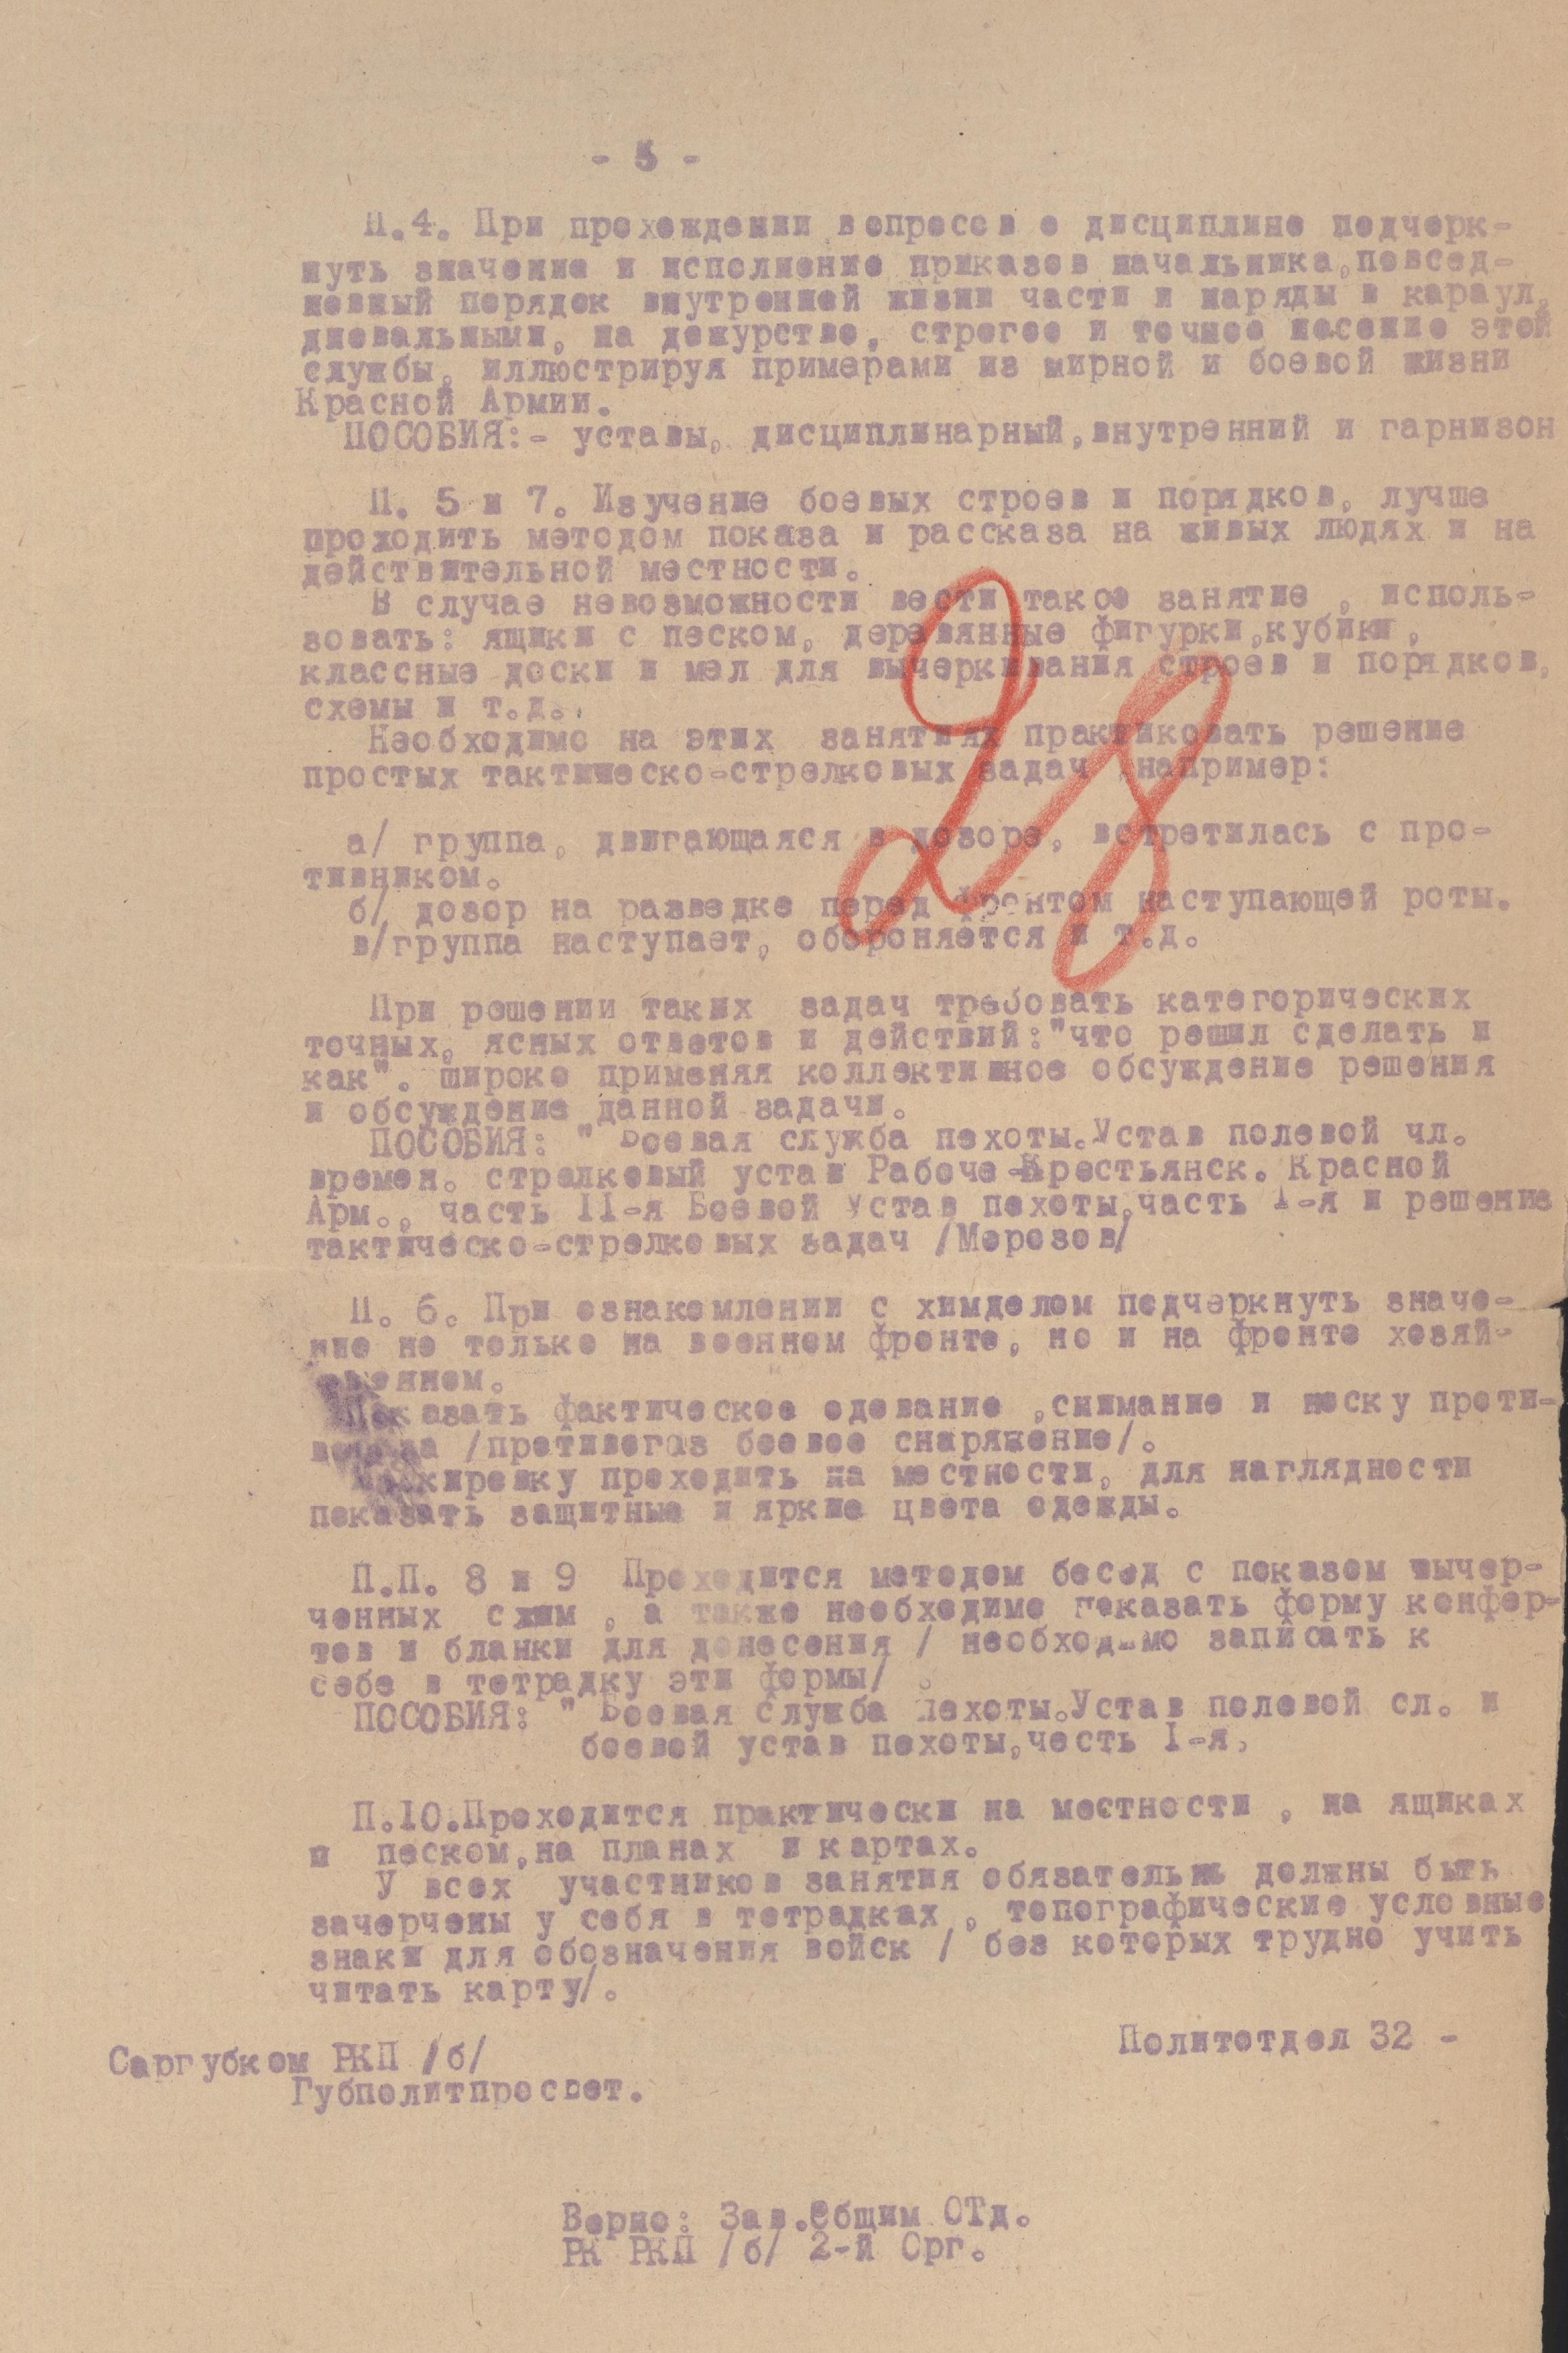 - 3 -
П.4. При прохождении вопросов о дисциплине подчерк-
нуть значение и исполнение приказов начальника,повсед-
невный порядок внутренней жизни части и наряды в караул,
дневальными, на дежурство, строгое и точное несение этой
службы, иллюстрируя примерами из мирной и боевой жизни
Красной Армии.
ПОСОБИЯ:- уставы, дисциплинарный,внутренний и гарнизон
П. 5 и 7. Изучение боевых строев и порядков, лучше
проходить методом показа и рассказа на живых людях и на
действительной местности.
В случае невозможности вести такое занятие , исполь-
зовать: ящики с песком, деревянные фигурки,кубики,
классные доски и мел для вычеркивания строев и порядков,
схемы и т.д..
28
Необходимо на этих занятиях практиковать решение
простых тактическо-стрелковых задач например:
а/ группа, двигающаяся в дозоре, встретилась с про-
тивником.
б/ дозор на разведке перед фронтом наступающей роты.
в/группа наступает, обороняется и т.д.
При решении таких задач требовать категорических
точных, ясных ответов и действий:"что решил сделать и
как". широко применяя коллективное обсуждение решения
и обсуждение данной задачи.
ПОСОБИЯ: " Боевая служба пехоты.Устав полевой чл.
времен. стрелковый устав Рабоче-Крестьянск. Красной
Арм., часть II-я Боевой Устав пехоты,часть I-я и решение
тактическо-стрелковых задач /Морозов/
П. 6. При ознакомлении с химделом подчеркнуть значе-
ние не только на военном фронте, но и на фронте хозяй-
ственном.
Показать фактическое одевание ,снимание и носку проти-
вогаза /противогаз боевое снаряжение/.
Маскировку проходить на местности, для наглядности
показать защитные и яркие цвета одежды.
П.П. 8 и 9 Проходится методом бесед с показом вычер-
ченных схим , а также необходимо показать форму конфер-
тов и бланки для донесения / необходимо записать к
себе в тетрадку эти формы/ .
ПОСОБИЯ: " Боевая служба пехоты.Устав полевой сл. и
боевой устав пехоты,честь I-я.
П.10.Проходится практически на местности , на ящиках
и песком,на планах и картах.
У всех участников занятия обязательнь должны быть
зачерчены у себя в тетрадках , топографические условные
знаки для обозначения войск / без которых трудно учить
читать карту/.
Политотдел 32 -
Саргубком РКП /б/
Губполитпросвет.
Верно: Зав.Общим ОТд.
РК РКП /б/ 2-й Орг.